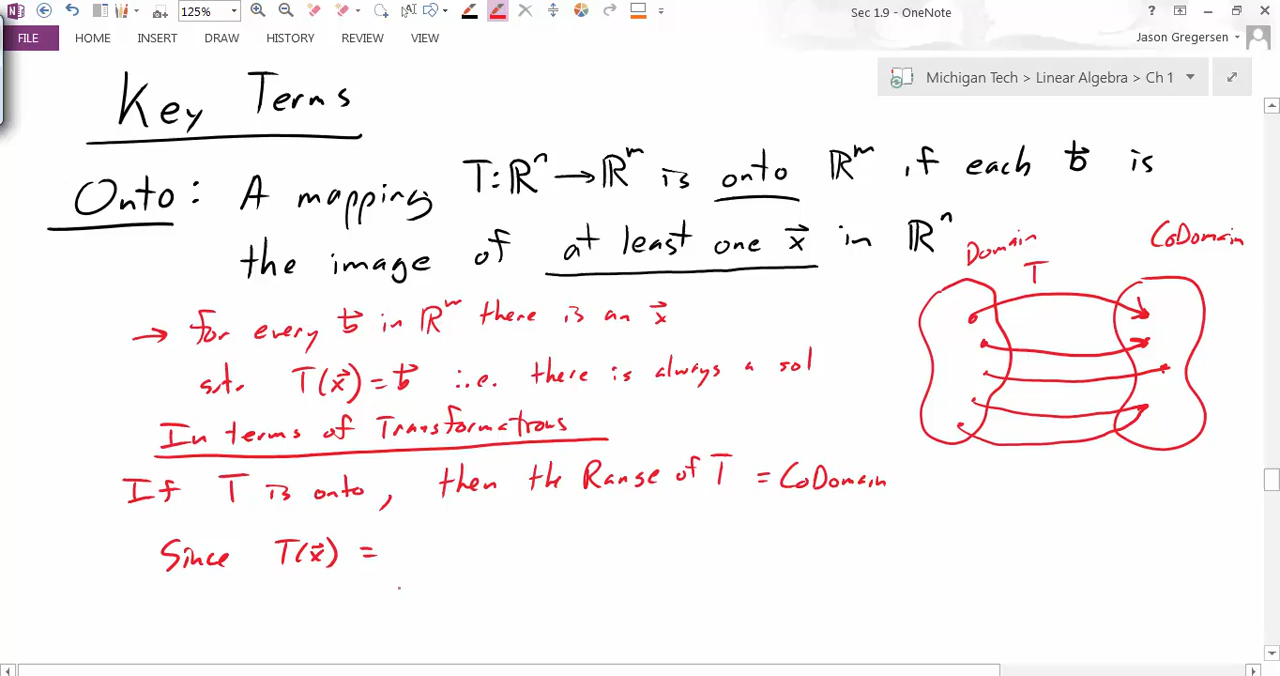 125%
Sec 1.9 - OneNote
FILE HOME INSERT DRAW HISTORY REVIEW VIEW
Jason Gregersen
Michigan Tech > Linear Algebra > Ch 1
Key Terms
Onto: A mapping T: ℝⁿ → ℝᵐ is onto ℝᵐ if each b⃗ is
the image of at least one x⃗ in ℝⁿ
Domain
CoDomain
T
→ for every b⃗ in ℝᵐ there is an x⃗
s.t. T(x⃗) = b⃗ i.e. there is always a sol
In terms of Transformations
If T is onto, then the Range of T = CoDomain
Since T(x⃗) =